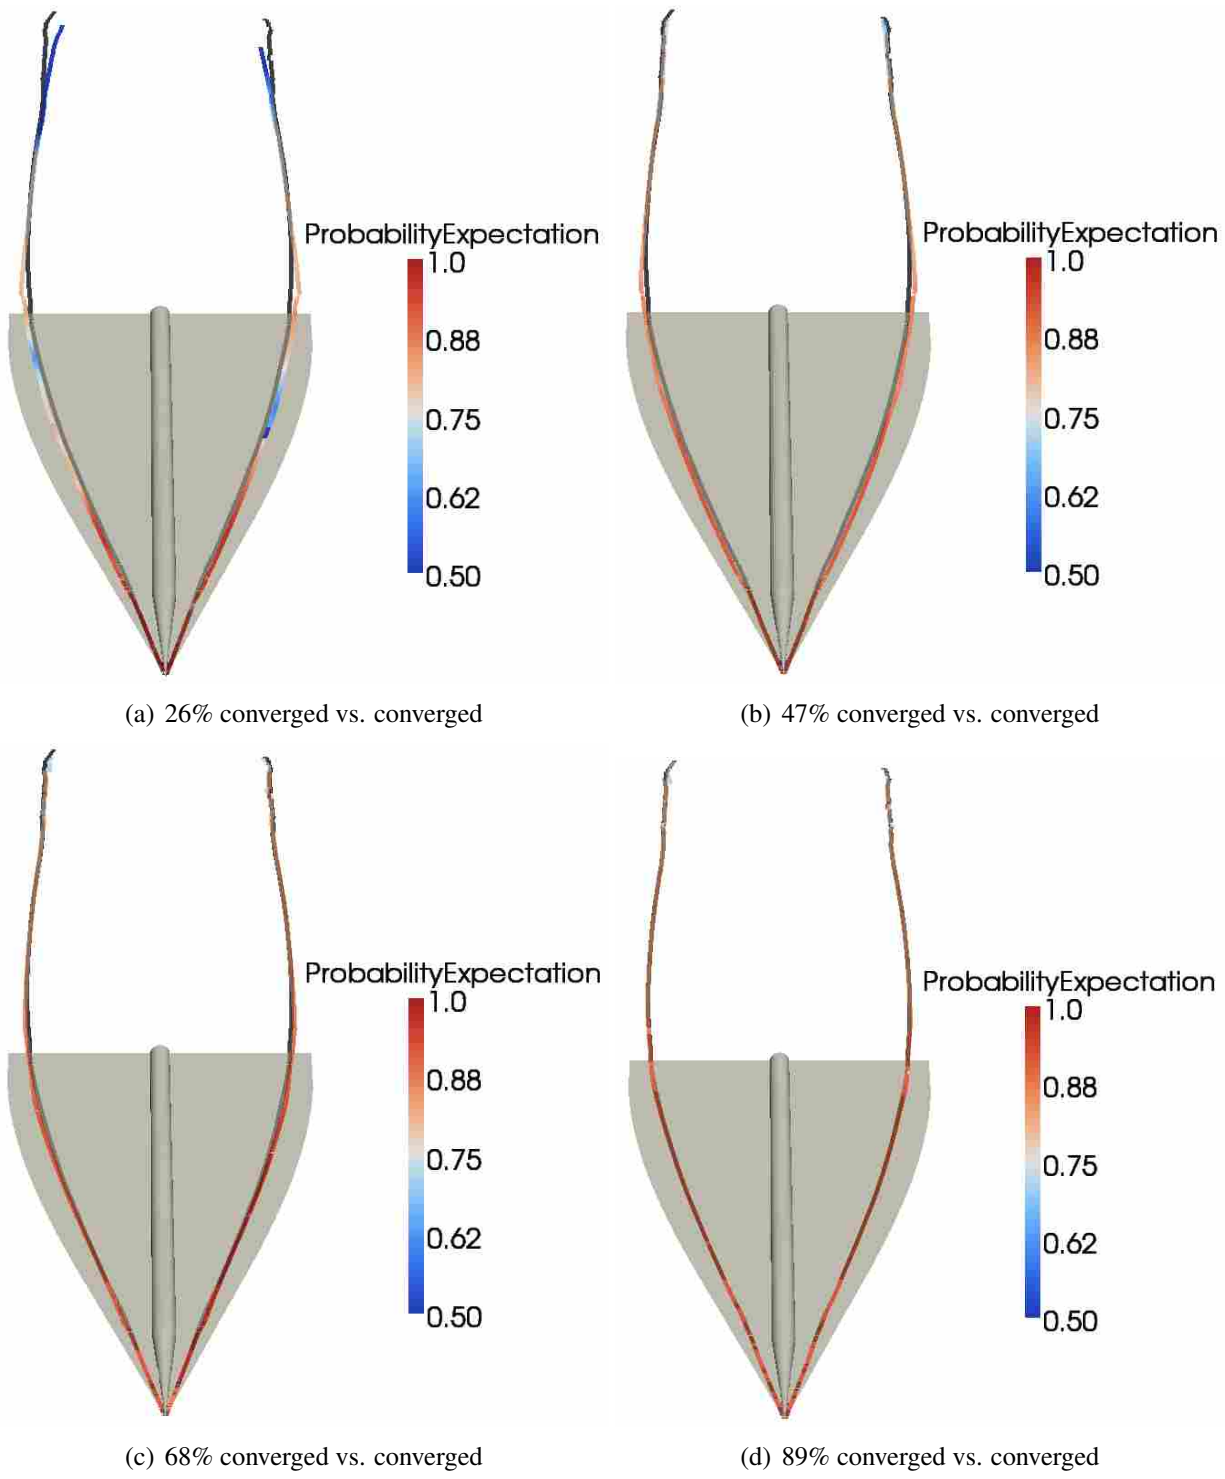 ProbabilityExpectation
1.0
0.88
0.75
0.62
0.50
ProbabilityExpectation
1.0
0.88
0.75
0.62
0.50
(a) 26% converged vs. converged
(b) 47% converged vs. converged
ProbabilityExpectation
1.0
0.88
0.75
0.62
0.50
ProbabilityExpectation
1.0
0.88
0.75
0.62
0.50
(c) 68% converged vs. converged
(d) 89% converged vs. converged